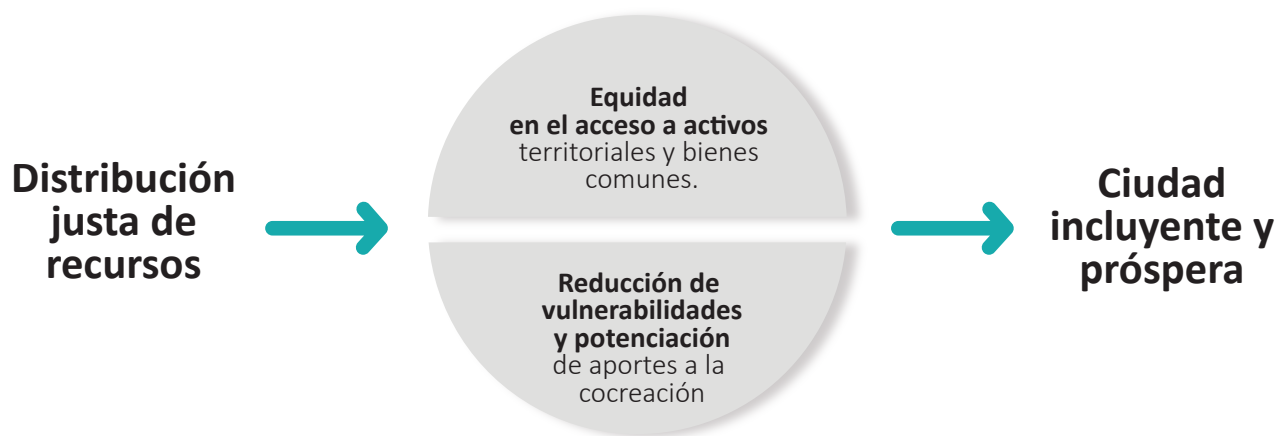 Distribución
justa de
recursos
Equidad
en el acceso a activos
territoriales y bienes
comunes.
Reducción de
vulnerabilidades
y potenciación
de aportes a la
cocreación
Ciudad
incluyente y
próspera